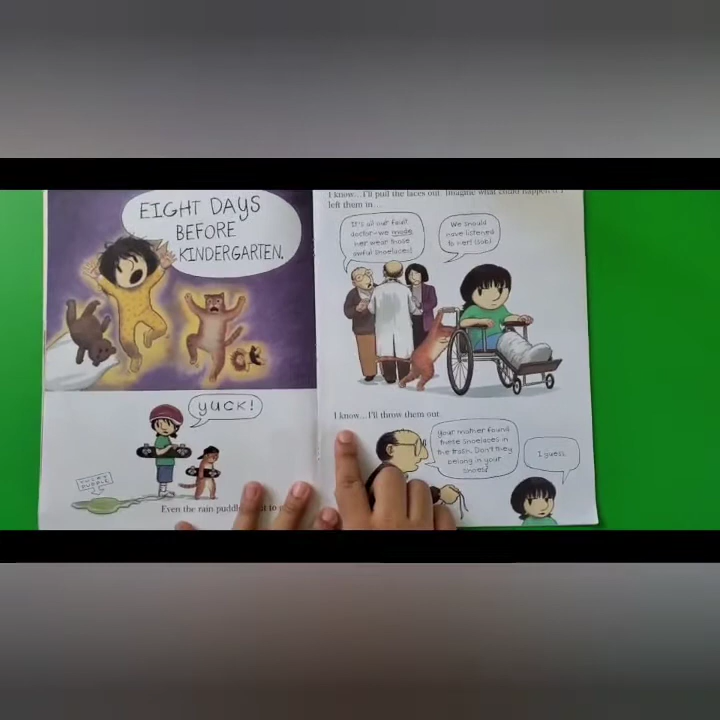 EIGHT DAYS
BEFORE
KINDERGARTEN.
YUCK!
Even the rain
I know...I'll pull the laces out Imagine what could happen if I
left them in...
It's all our fault
doctor-we made
her wear those
awful shoelaces!
We should
have listened
to her! (Sob)
I know...I'll throw them out.
Your mother found
these shoelaces in
the trash. Don't they
belong in your
shoes?
I guess.